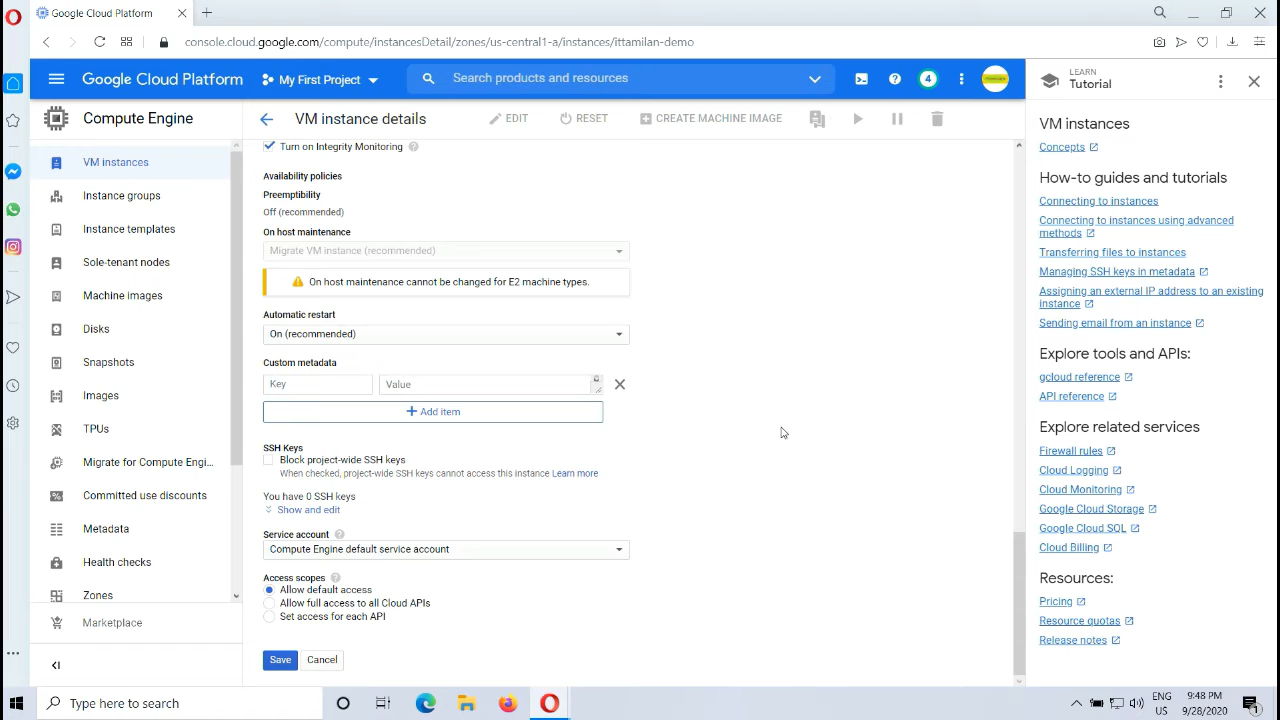 Google Cloud Platform
console.cloud.google.com/compute/instancesDetail/zones/us-central1-a/instances/ittamilan-demo
Google Cloud Platform
My First Project
Search products and resources
4
LEARN
Tutorial
Compute Engine
VM instance details
EDIT
RESET
CREATE MACHINE IMAGE
VM instances
Instance groups
Instance templates
Sole-tenant nodes
Machine images
Disks
Snapshots
Images
TPUs
Migrate for Compute Engi...
Committed use discounts
Metadata
Health checks
Zones
Marketplace
Turn on Integrity Monitoring
Availability policies
Preemptibility
Off (recommended)
On host maintenance
Migrate VM instance (recommended)
On host maintenance cannot be changed for E2 machine types.
Automatic restart
On (recommended)
Custom metadata
Key
Value
Add item
SSH Keys
Block project-wide SSH keys
When checked, project-wide SSH keys cannot access this instance Learn more
You have 0 SSH keys
Show and edit
Service account
Compute Engine default service account
Access scopes
Allow default access
Allow full access to all Cloud APIs
Set access for each API
Save
Cancel
VM instances
Concepts
How-to guides and tutorials
Connecting to instances
Connecting to instances using advanced
methods
Transferring files to instances
Managing SSH keys in metadata
Assigning an external IP address to an existing
instance
Sending email from an instance
Explore tools and APIs:
gcloud reference
API reference
Explore related services
Firewall rules
Cloud Logging
Cloud Monitoring
Google Cloud Storage
Google Cloud SQL
Cloud Billing
Resources:
Pricing
Resource quotas
Release notes
Type here to search
ENG
US
9:48 PM
9/28/2020
1